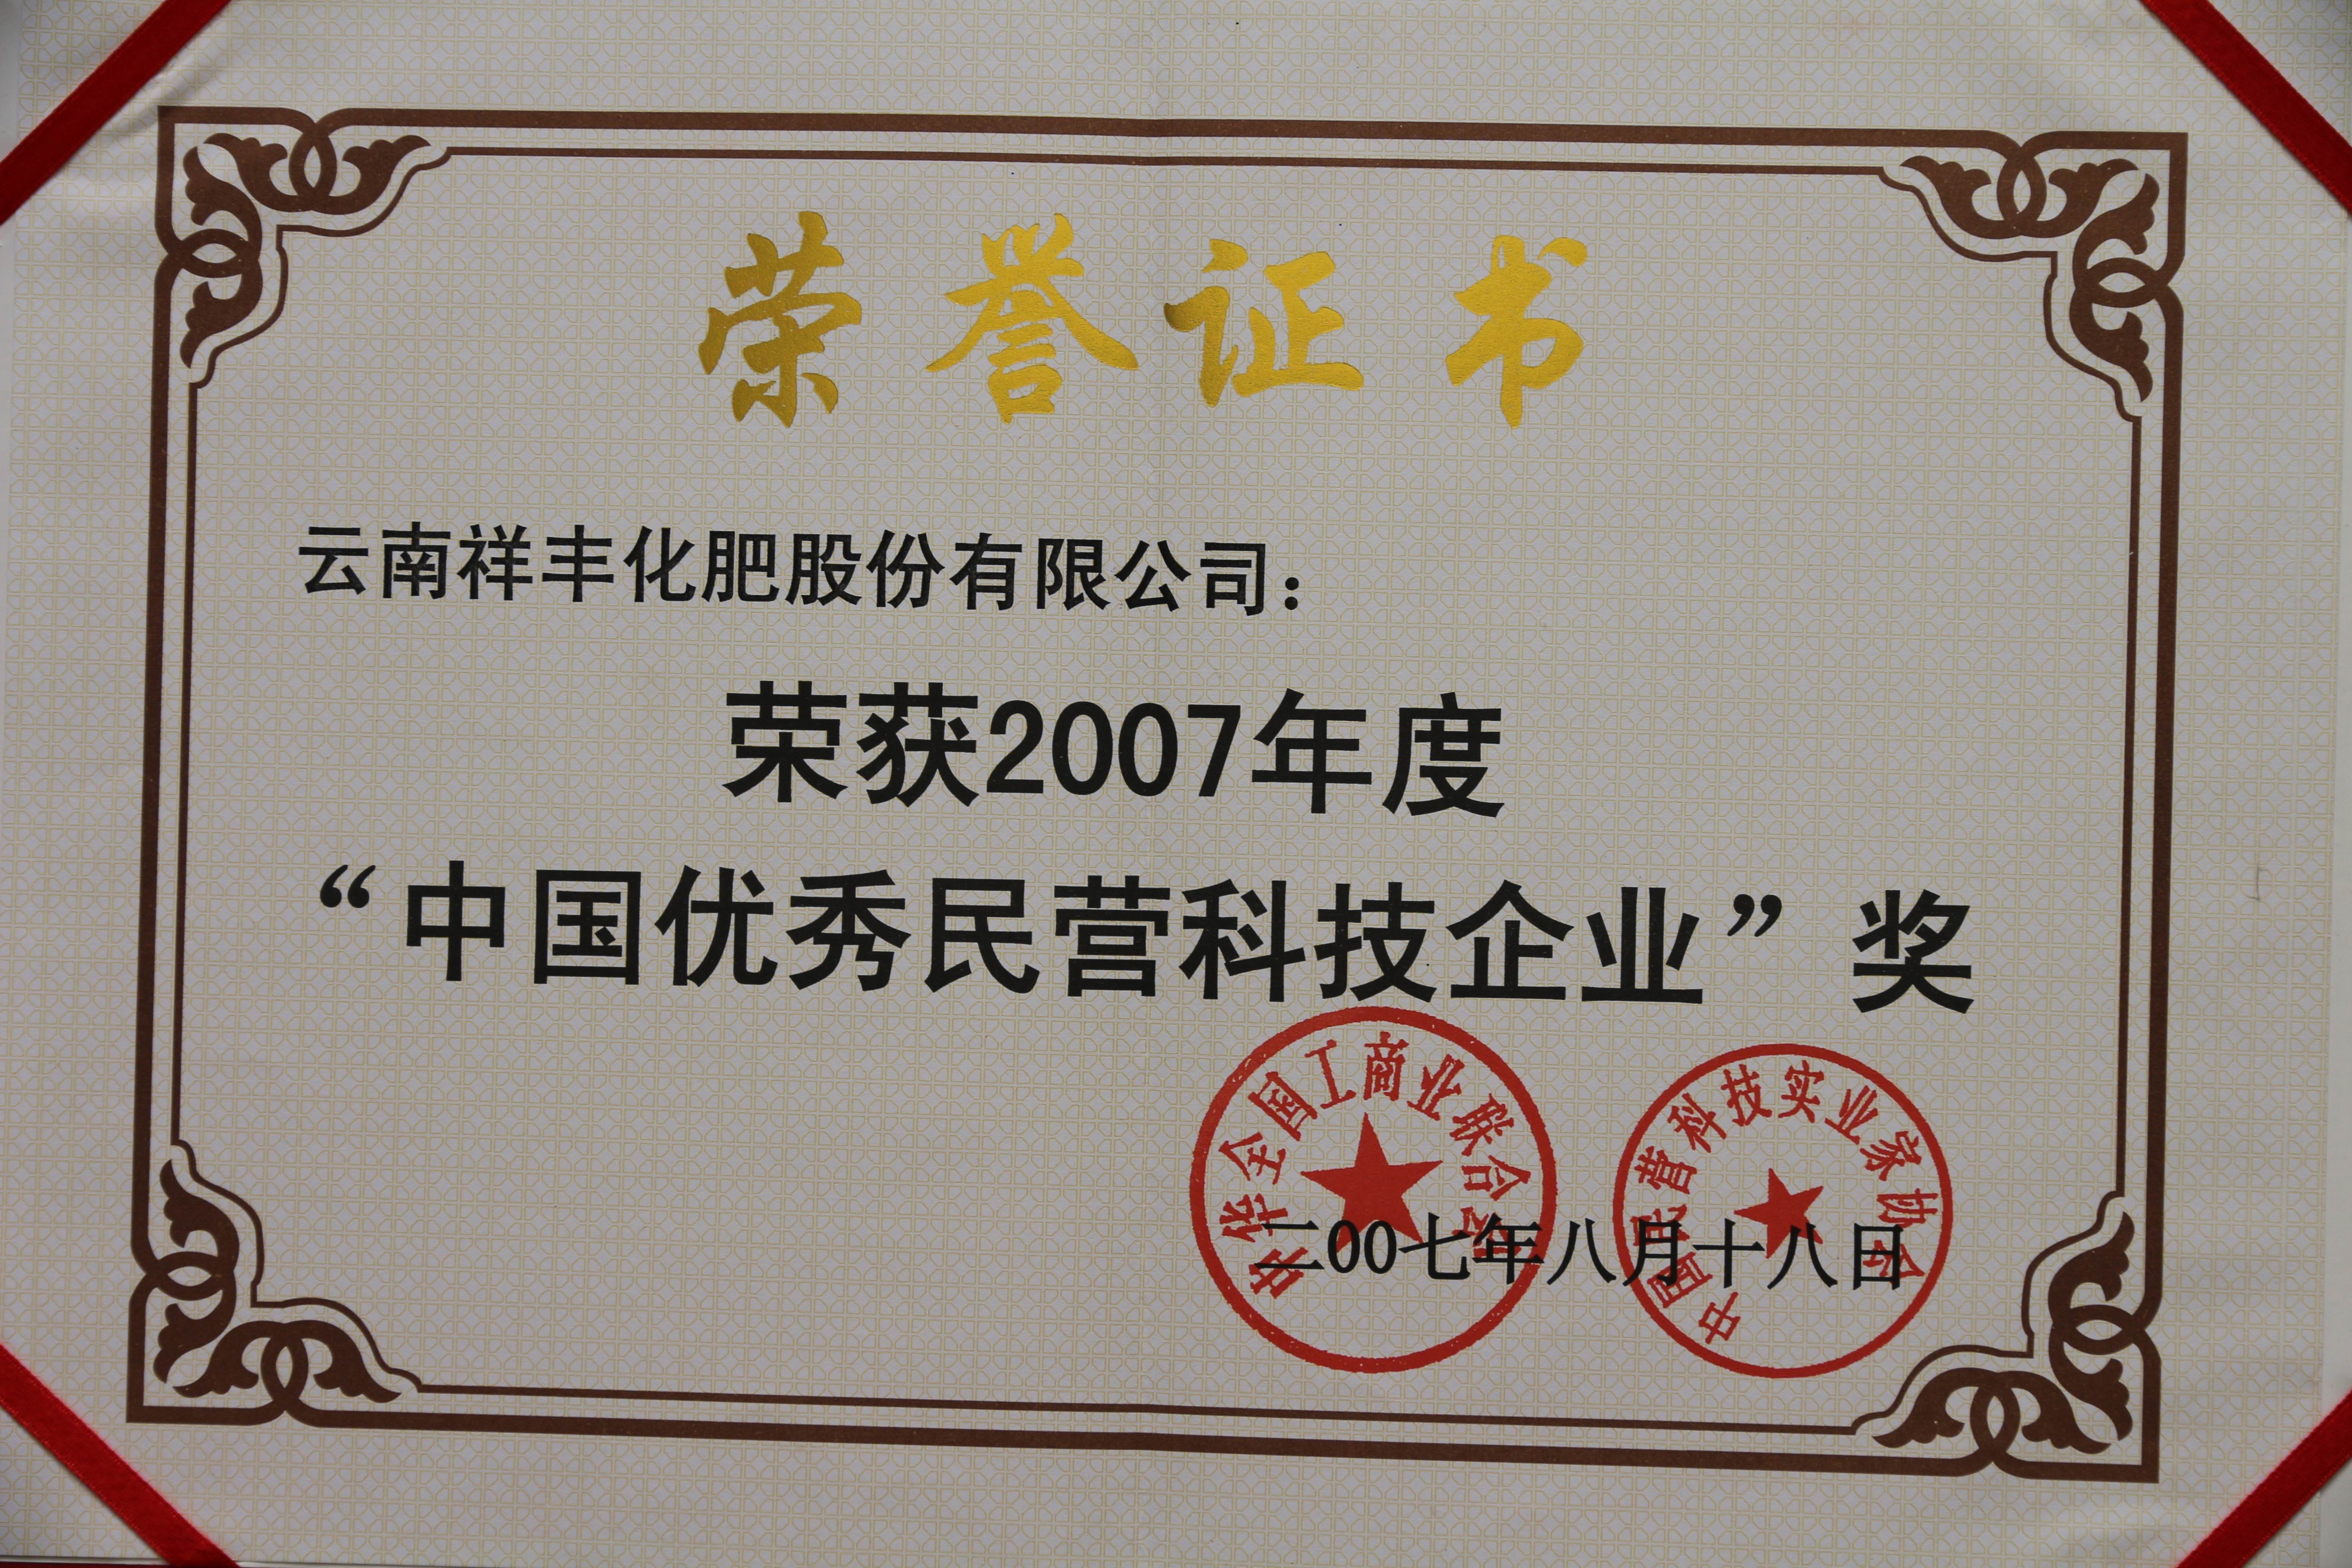 荣誉证书
云南祥丰化肥股份有限公司：
荣获2007年度
“中国优秀民营科技企业”奖
中华全国工商业联合会
中国民营科技实业家协会
二00七年八月十八日